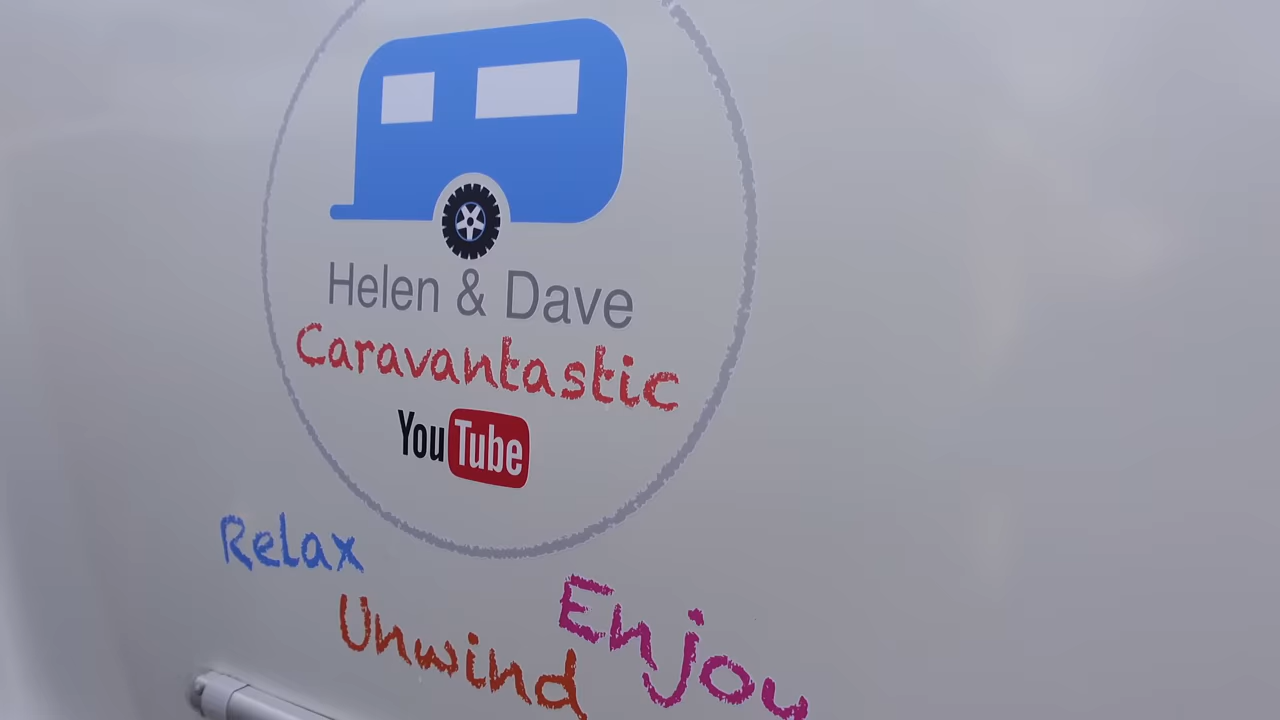 Helen & Dave
Caravantastic
YouTube
Relax
Unwind
Enjoy